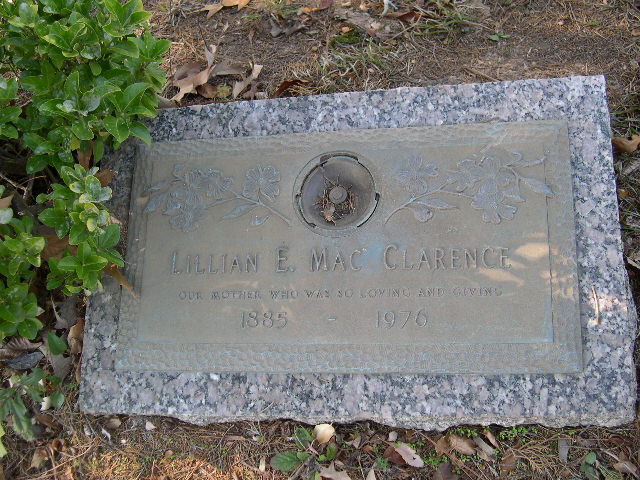 LILLIAN E. MAC CLARENCE
OUR MOTHER WHO WAS SO LOVING AND GIVING
1885 - 1976